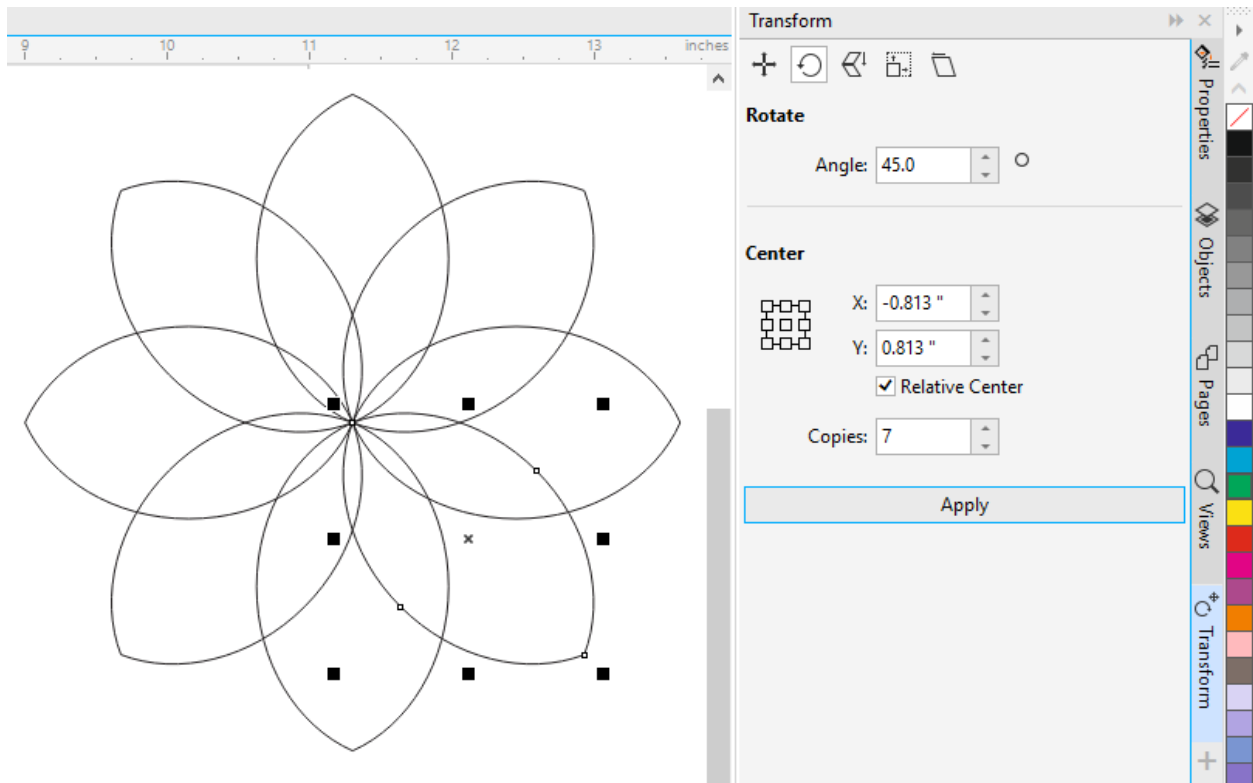 Transform
9 10 11 12 13 inches
Rotate
Angle: 45.0
Center
X: -0.813 "
Y: 0.813 "
Relative Center
Copies: 7
Apply
Properties
Objects
Pages
Views
Transform